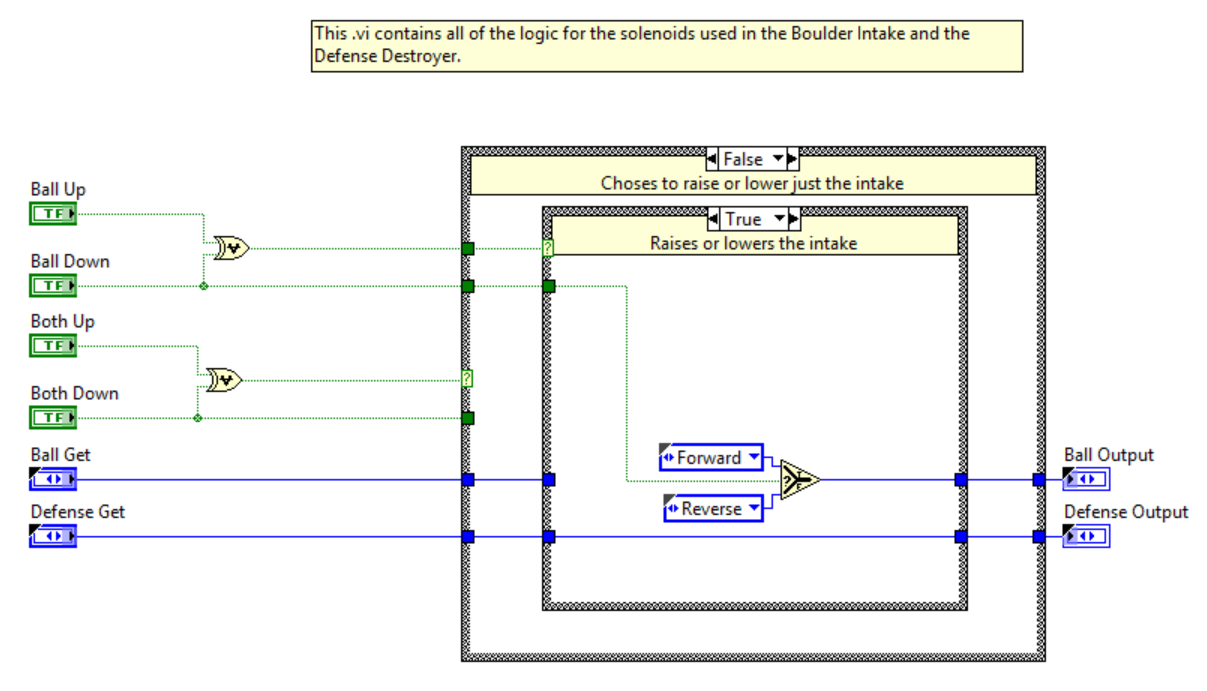 This .vi contains all of the logic for the solenoids used in the Boulder Intake and the
Defense Destroyer.
False
Choses to raise or lower just the intake
Ball Up
TF
True
Raises or lowers the intake
?
Ball Down
TF
Both Up
TF
?
Both Down
TF
Ball Get
Forward
Ball Output
? T F
Defense Get
Reverse
Defense Output